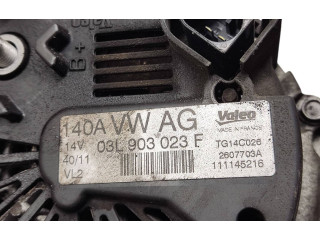 B+
140A VW AG
14V 03L 903 023 F
40/11
VL2
Valeo
MADE IN FRANCE
TG14C026
2607703A
111145216